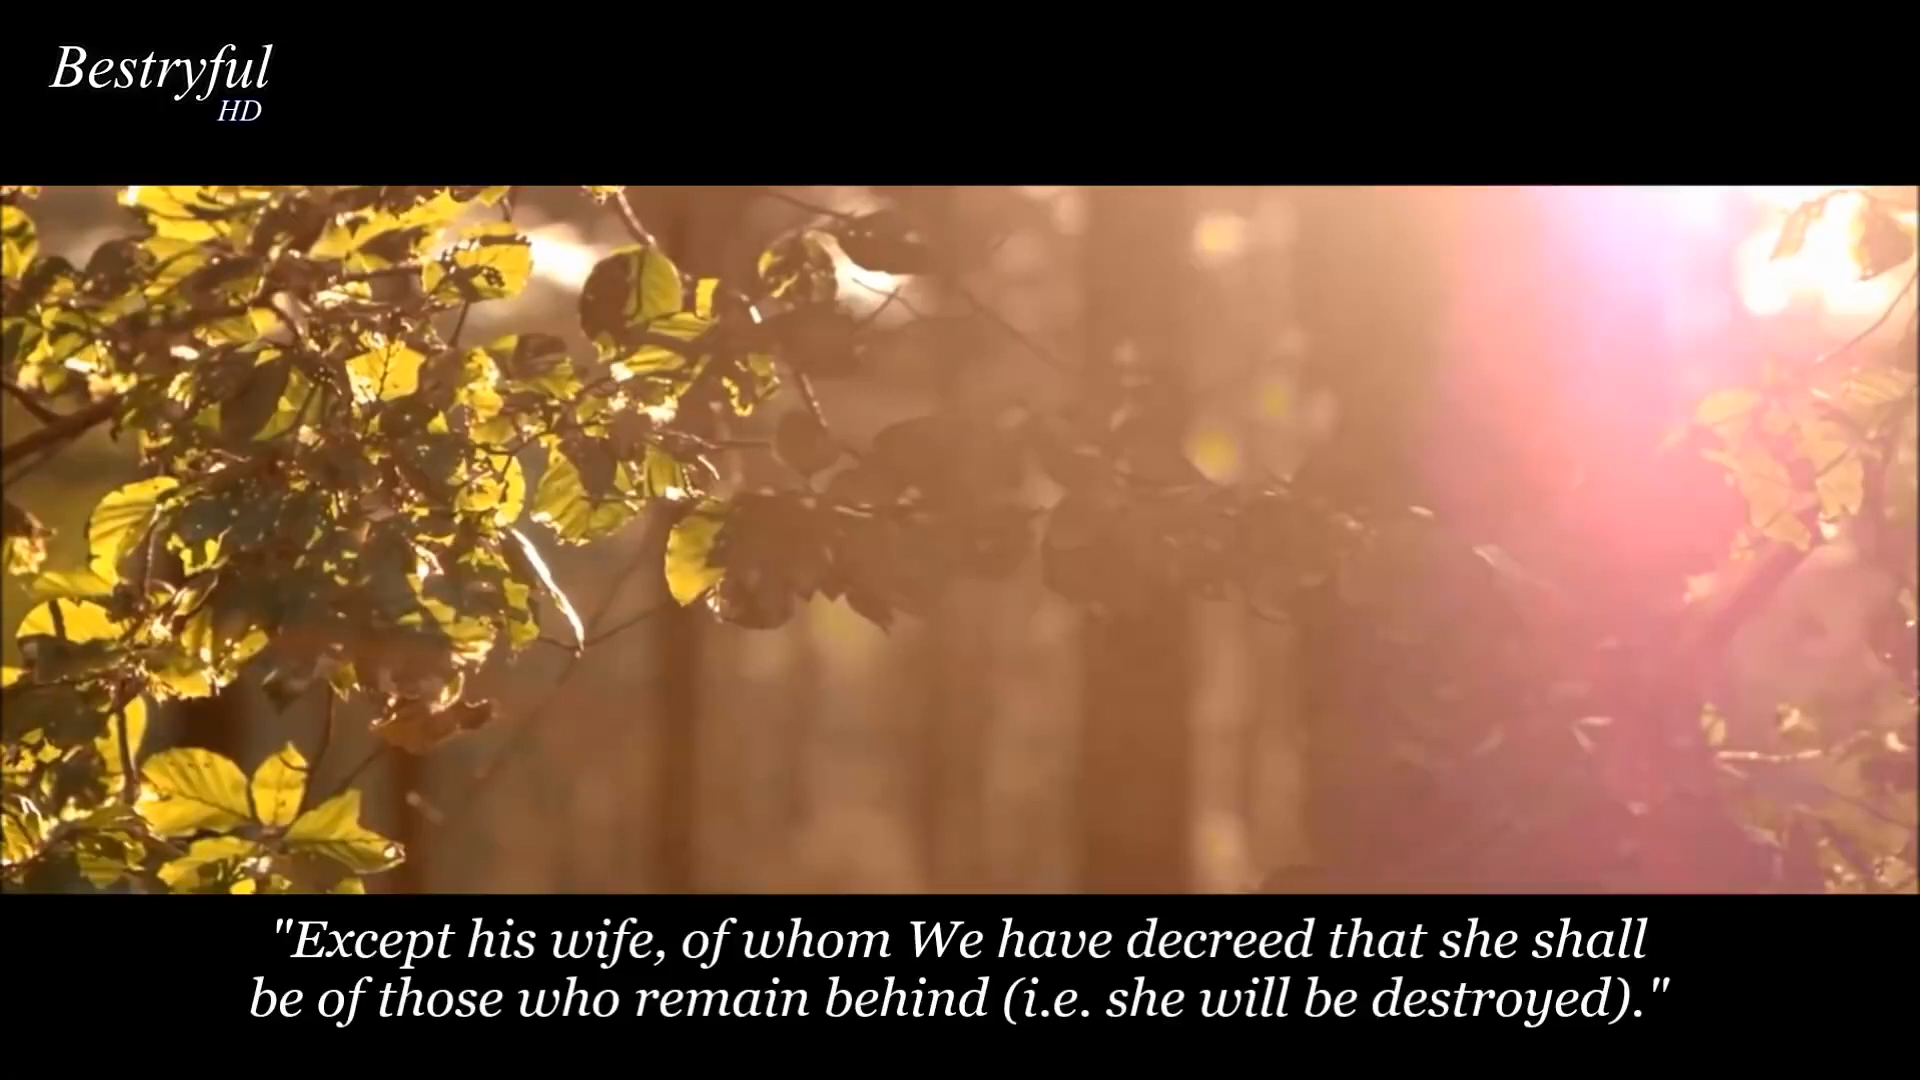 Bestryful
HD
"Except his wife, of whom We have decreed that she shall
be of those who remain behind (i.e. she will be destroyed)."